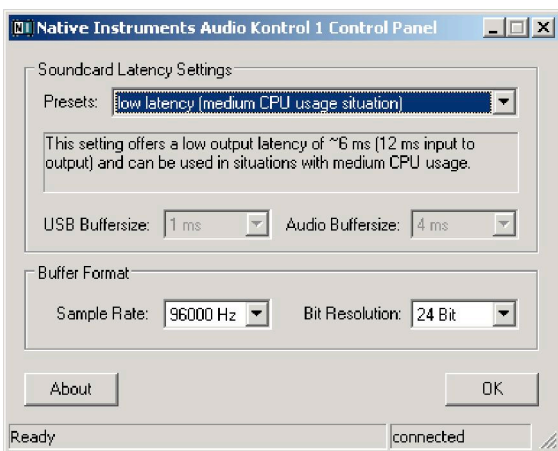 Native Instruments Audio Kontrol 1 Control Panel
Soundcard Latency Settings
Presets: low latency (medium CPU usage situation)
This setting offers a low output latency of ~6 ms (12 ms input to
output) and can be used in situations with medium CPU usage.
USB Buffersize: 1 ms Audio Buffersize: 4 ms
Buffer Format
Sample Rate: 96000 Hz Bit Resolution: 24 Bit
About OK
Ready connected